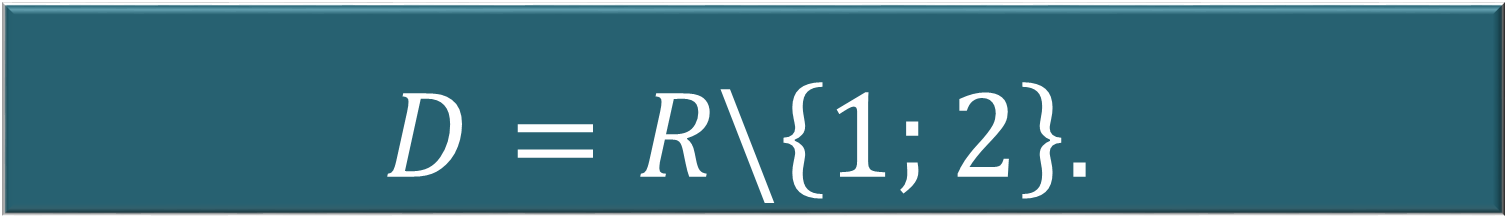 D = R\{1; 2}.